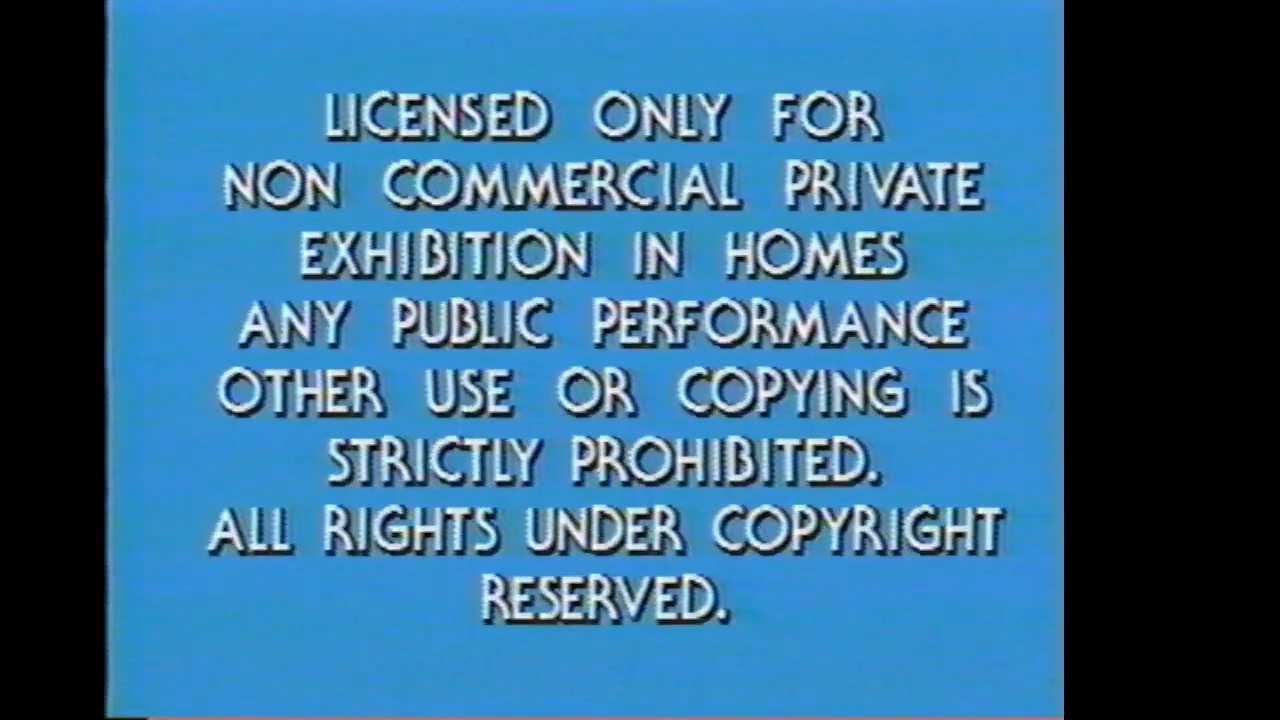 LICENSED ONLY FOR
NON COMMERCIAL PRIVATE
EXHIBITION IN HOMES
ANY PUBLIC PERFORMANCE
OTHER USE OR COPYING IS
STRICTLY PROHIBITED.
ALL RIGHTS UNDER COPYRIGHT
RESERVED.